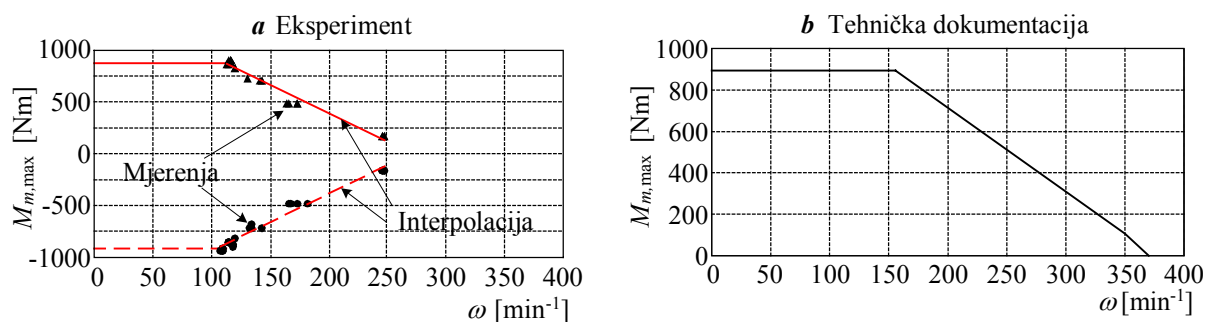 a Eksperiment
M_{m,max} [Nm]
1000
500
0
-500
-1000
Mjerenja
Interpolacija
0 50 100 150 200 250 300 350 400
ω [min⁻¹]
b Tehnička dokumentacija
M_{m,max} [Nm]
1000
800
600
400
200
0
0 50 100 150 200 250 300 350 400
ω [min⁻¹]